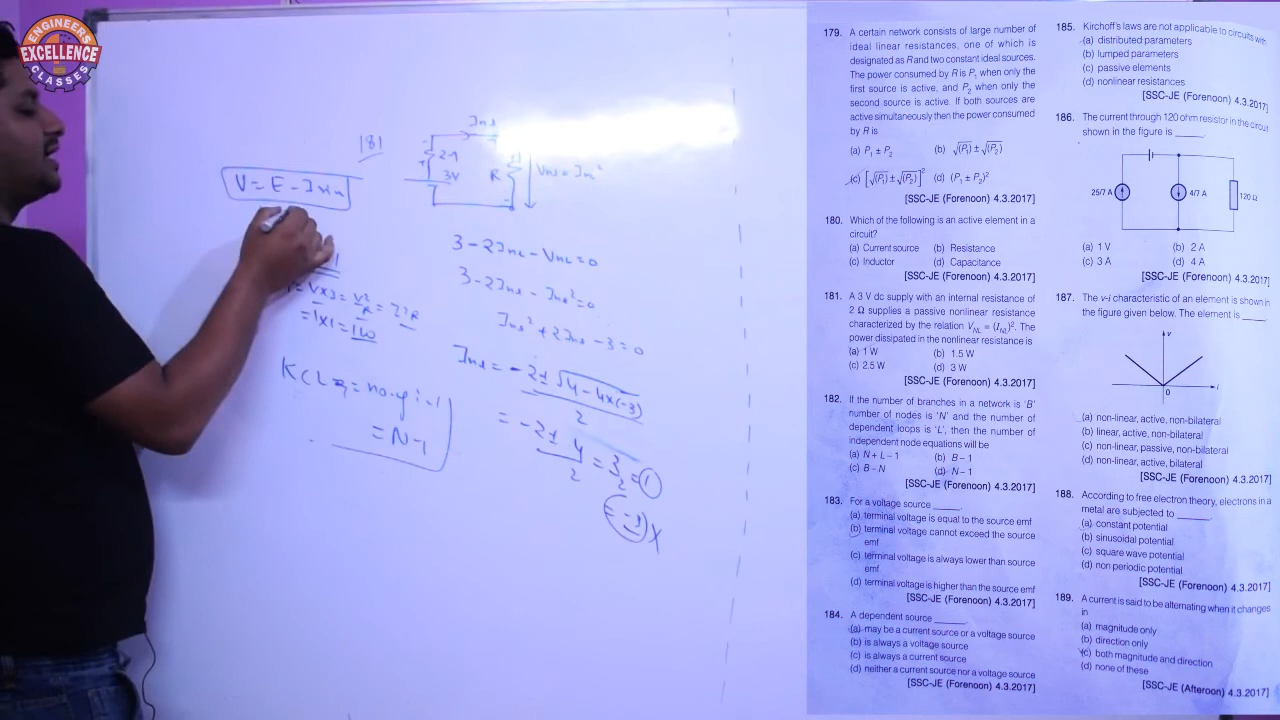 ENGINEERS
EXCELLENCE
CLASSES
181
V = E - I
2Ω
3V
R
3 - 2Inl - Vnl = 0
3 - 2Inl - Inl² = 0
Inl² + 2Inl - 3 = 0
Inl = -2 ± √4 - 4x(-3)
2
= -2 ± 4
2
= 1x1 = 1W
KCL
= N-1
179. A certain network consists of large number of
ideal linear resistances, one of which is
designated as R and two constant ideal sources.
The power consumed by R is P₁ when only the
first source is active, and P₂ when only the
second source is active. If both sources are
active simultaneously then the power consumed
by R is
(a) P₁ ± P₂ (b) √(P₁) ± √(P₂)
(c) [√(P₁) ± √(P₂)]² (d) (P₁ ± P₂)²
[SSC-JE (Forenoon) 4.3.2017]
180. Which of the following is an active element in a
circuit?
(a) Current source (b) Resistance
(c) Inductor (d) Capacitance
[SSC-JE (Forenoon) 4.3.2017]
181. A 3 V dc supply with an internal resistance of
2 Ω supplies a passive nonlinear resistance
characterized by the relation VNL = (INL)². The
power dissipated in the nonlinear resistance is
(a) 1 W (b) 1.5 W
(c) 2.5 W (d) 3 W
[SSC-JE (Forenoon) 4.3.2017]
182. If the number of branches in a network is 'B'
number of nodes is 'N' and the number of
dependent loops is 'L', then the number of
independent node equations will be
(a) N + L – 1 (b) B – 1
(c) B – N (d) N – 1
[SSC-JE (Forenoon) 4.3.2017]
183. For a voltage source _____.
(a) terminal voltage is equal to the source emf
(b) terminal voltage cannot exceed the source
emf
(c) terminal voltage is always lower than source
emf
(d) terminal voltage is higher than the source emf
[SSC-JE (Forenoon) 4.3.2017]
184. A dependent source ______
(a) may be a current source or a voltage source
(b) is always a voltage source
(c) is always a current source
(d) neither a current source nor a voltage source
[SSC-JE (Forenoon) 4.3.2017]
185. Kirchoff's laws are not applicable to circuits with
(a) distributed parameters
(b) lumped parameters
(c) passive elements
(d) nonlinear resistances
[SSC-JE (Forenoon) 4.3.2017]
186. The current through 120 ohm resistor in the circuit
shown in the figure is _____.
25/7 A 4/7 A 120 Ω
(a) 1 V (b) 2 A
(c) 3 A (d) 4 A
[SSC-JE (Forenoon) 4.3.2017]
187. The v-i characteristic of an element is shown in
the figure given below. The element is ____
v
i
0
(a) non-linear, active, non-bilateral
(b) linear, active, non-bilateral
(c) non-linear, passive, non-bilateral
(d) non-linear, active, bilateral
[SSC-JE (Forenoon) 4.3.2017]
188. According to free electron theory, electrons in a
metal are subjected to ______.
(a) constant potential
(b) sinusoidal potential
(c) square wave potential
(d) non periodic potential
[SSC-JE (Forenoon) 4.3.2017]
189. A current is said to be alternating when it changes
in
(a) magnitude only
(b) direction only
(c) both magnitude and direction
(d) none of these
[SSC-JE (Afternoon) 4.3.2017]